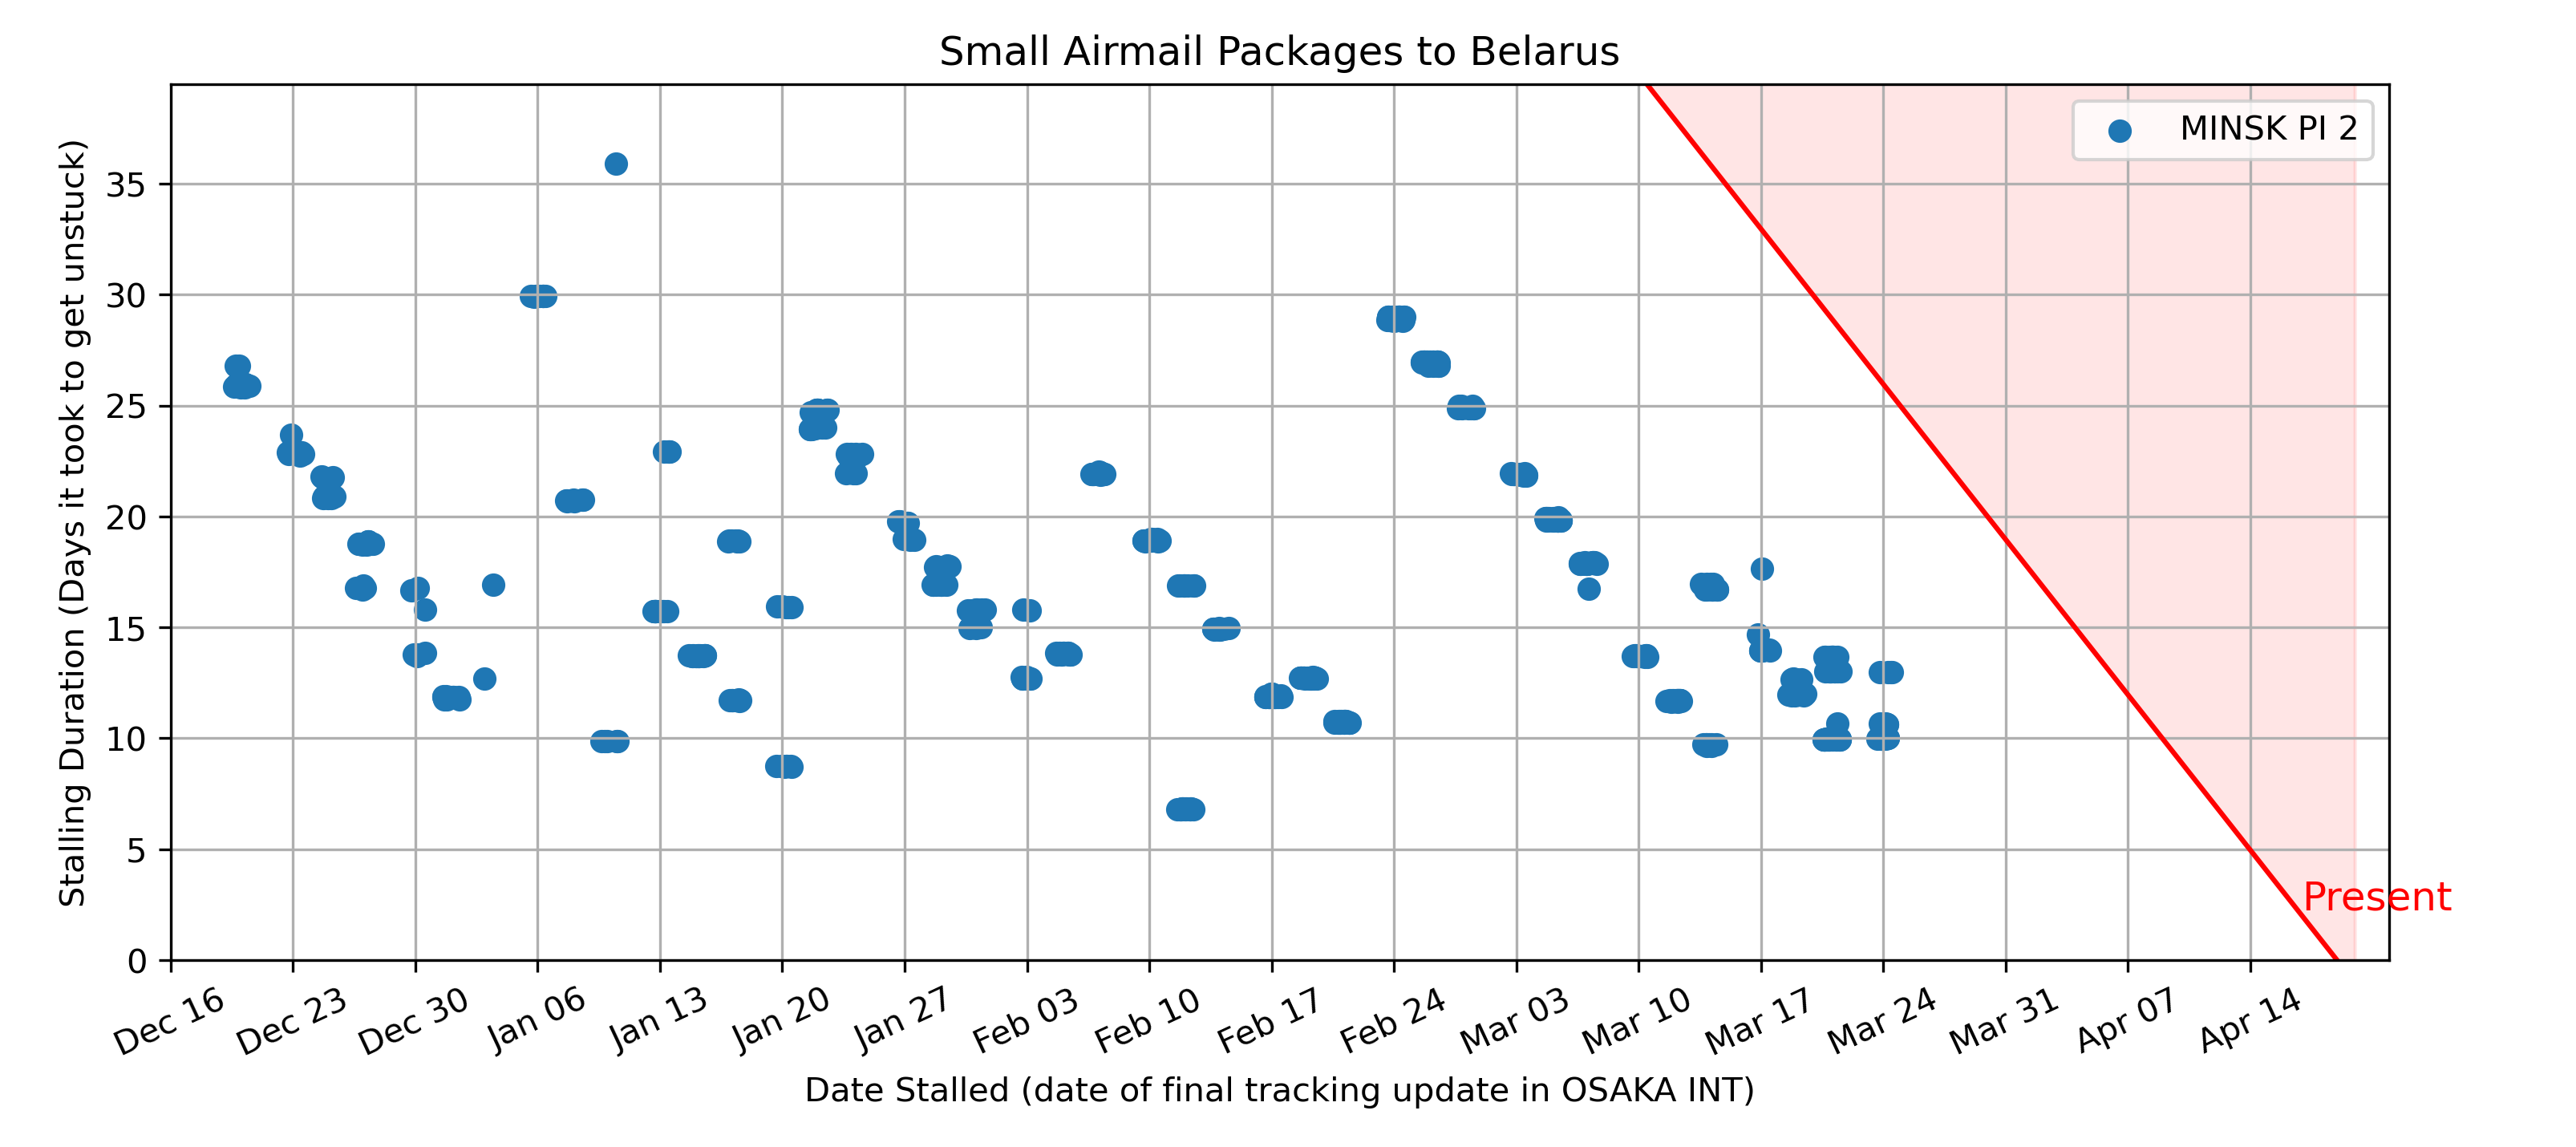 Small Airmail Packages to Belarus
MINSK PI 2
Stalling Duration (Days it took to get unstuck)
35
30
25
20
15
10
5
0
Present
Dec 16 Dec 23 Dec 30 Jan 06 Jan 13 Jan 20 Jan 27 Feb 03 Feb 10 Feb 17 Feb 24 Mar 03 Mar 10 Mar 17 Mar 24 Mar 31 Apr 07 Apr 14
Date Stalled (date of final tracking update in OSAKA INT)